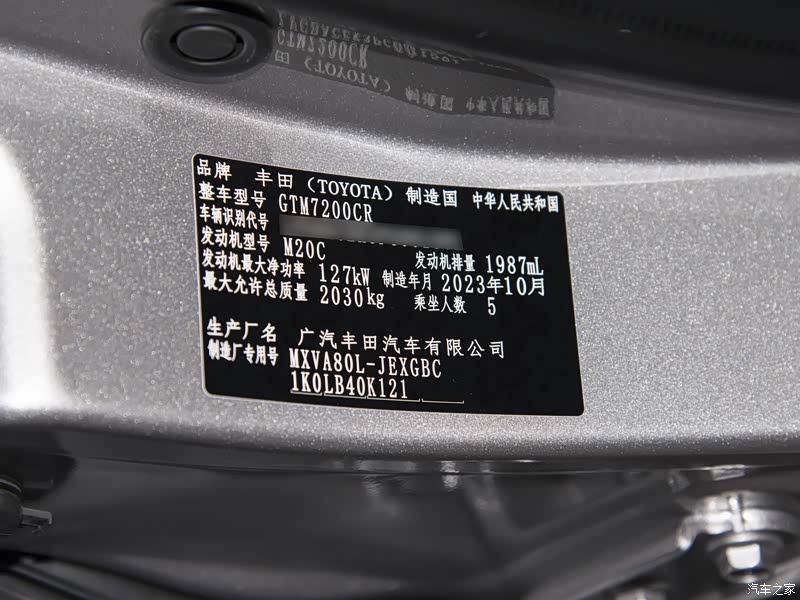 品牌 丰田 (TOYOTA) 制造国 中华人民共和国
整车型号 GTM7200CR
车辆识别代号
发动机型号 M20C 发动机排量 1987mL
发动机最大净功率 127kW 制造年月 2023年10月
最大允许总质量 2030kg 乘坐人数 5
生产厂名 广汽丰田汽车有限公司
制造厂专用号 MXVA80L-JEXGBC
1K0LB40K121
汽车之家